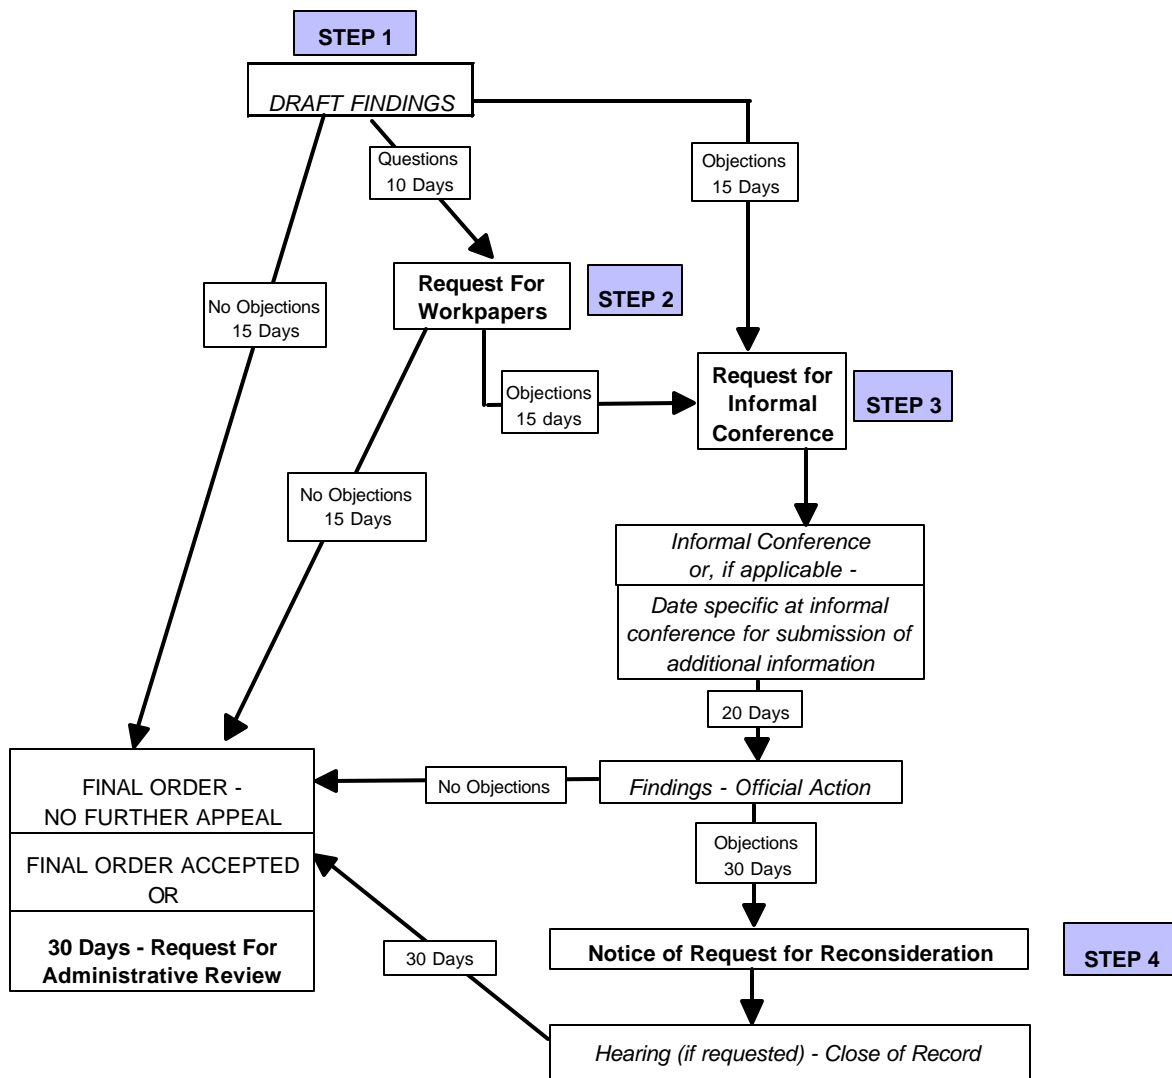 STEP 1
DRAFT FINDINGS
Questions
10 Days
Objections
15 Days
Request For
Workpapers
STEP 2
No Objections
15 Days
Request for
Informal
Conference
STEP 3
Objections
15 days
No Objections
15 Days
Informal Conference
or, if applicable -
Date specific at informal
conference for submission of
additional information
20 Days
FINAL ORDER -
NO FURTHER APPEAL
No Objections
Findings - Official Action
FINAL ORDER ACCEPTED
OR
Objections
30 Days
30 Days - Request For
Administrative Review
30 Days
Notice of Request for Reconsideration
STEP 4
Hearing (if requested) - Close of Record